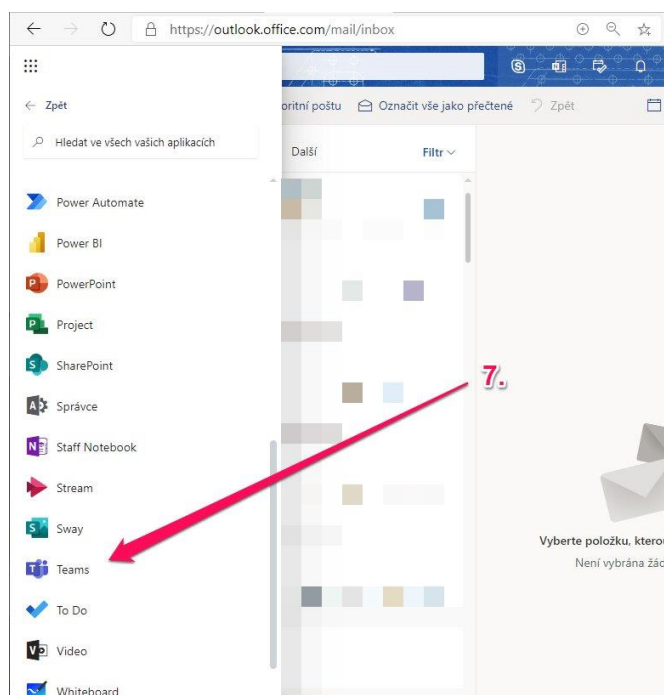 https://outlook.office.com/mail/inbox
Zpět
oritní poštu
Označit vše jako přečtené
Zpět
Hledat ve všech vašich aplikacích
Další
Filtr
Power Automate
Power BI
PowerPoint
Project
SharePoint
7.
Správce
Staff Notebook
Stream
Sway
Vyberte položku, kterou
Teams
Není vybrána žád
To Do
Video
Whiteboard